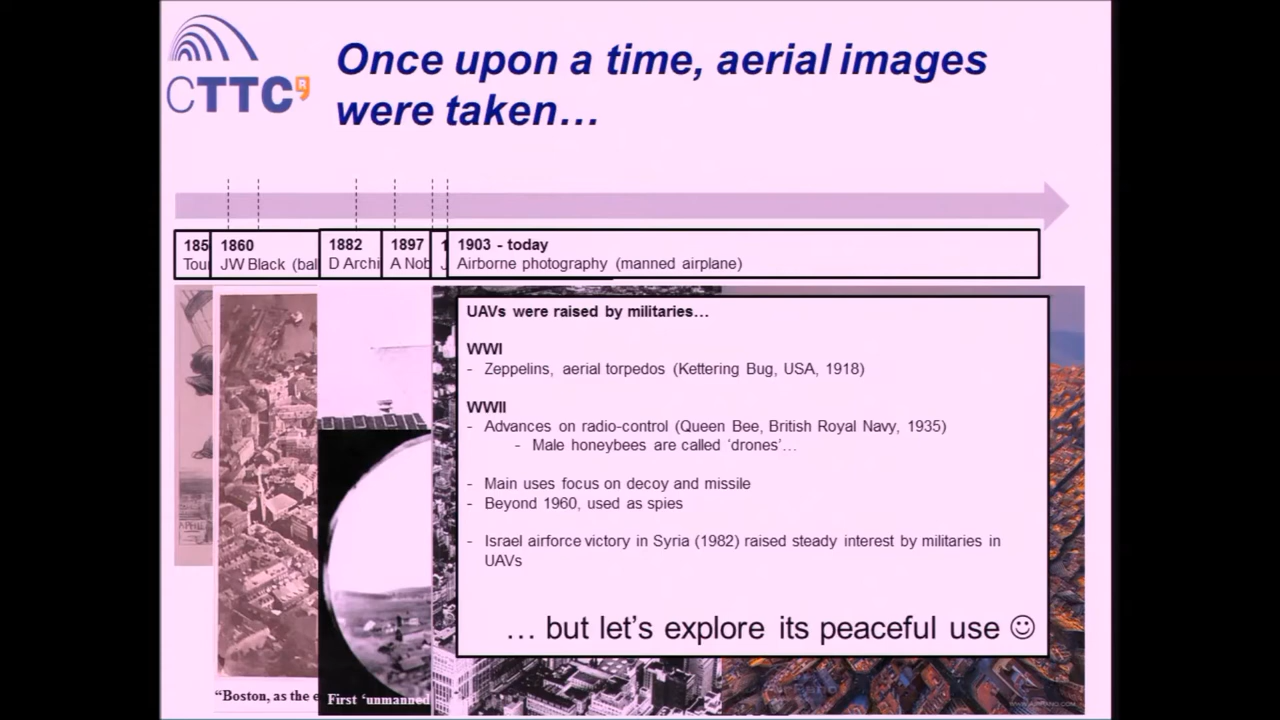 CTTC
Once upon a time, aerial images
were taken…
185
1860
1882
1897
1903 - today
JW Black (bal
D Archi
A Nob
Airborne photography (manned airplane)
UAVs were raised by militaries…
WWI
- Zeppelins, aerial torpedos (Kettering Bug, USA, 1918)
WWII
- Advances on radio-control (Queen Bee, British Royal Navy, 1935)
- Male honeybees are called ‘drones’…
- Main uses focus on decoy and missile
- Beyond 1960, used as spies
- Israel airforce victory in Syria (1982) raised steady interest by militaries in
UAVs
… but let’s explore its peaceful use ☺
“Boston, as the e
First ‘unmanned